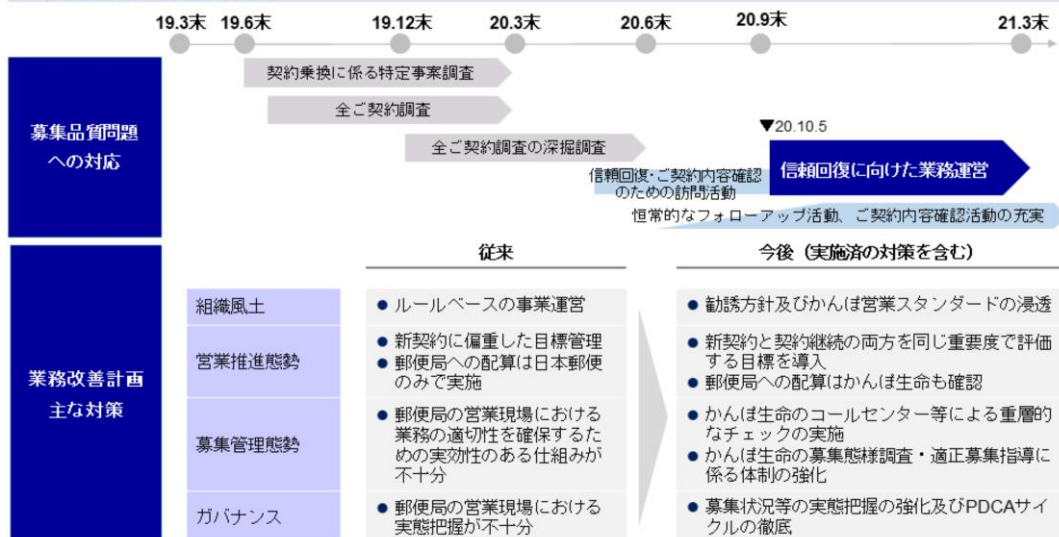 19.3末 19.6末 19.12末 20.3末 20.6末 20.9末 21.3末
募集品質問題
への対応
契約乗換に係る特定事案調査
全ご契約調査
全ご契約調査の深掘調査
▼20.10.5
信頼回復・ご契約内容確認
のための訪問活動
信頼回復に向けた業務運営
恒常的なフォローアップ活動、ご契約内容確認活動の充実
業務改善計画
主な対策
従来
今後（実施済の対策を含む）
組織風土
● ルールベースの事業運営
● 勧誘方針及びかんぽ営業スタンダードの浸透
営業推進態勢
● 新契約に偏重した目標管理
● 郵便局への配算は日本郵便
のみで実施
● 新契約と契約継続の両方を同じ重要度で評価
する目標を導入
● 郵便局への配算はかんぽ生命も確認
募集管理態勢
● 郵便局の営業現場における
業務の適切性を確保するた
めの実効性のある仕組みが
不十分
● かんぽ生命のコールセンター等による重層的
なチェックの実施
● かんぽ生命の募集態様調査・適正募集指導に
係る体制の強化
ガバナンス
● 郵便局の営業現場における
実態把握が不十分
● 募集状況等の実態把握の強化及びPDCAサイ
クルの徹底